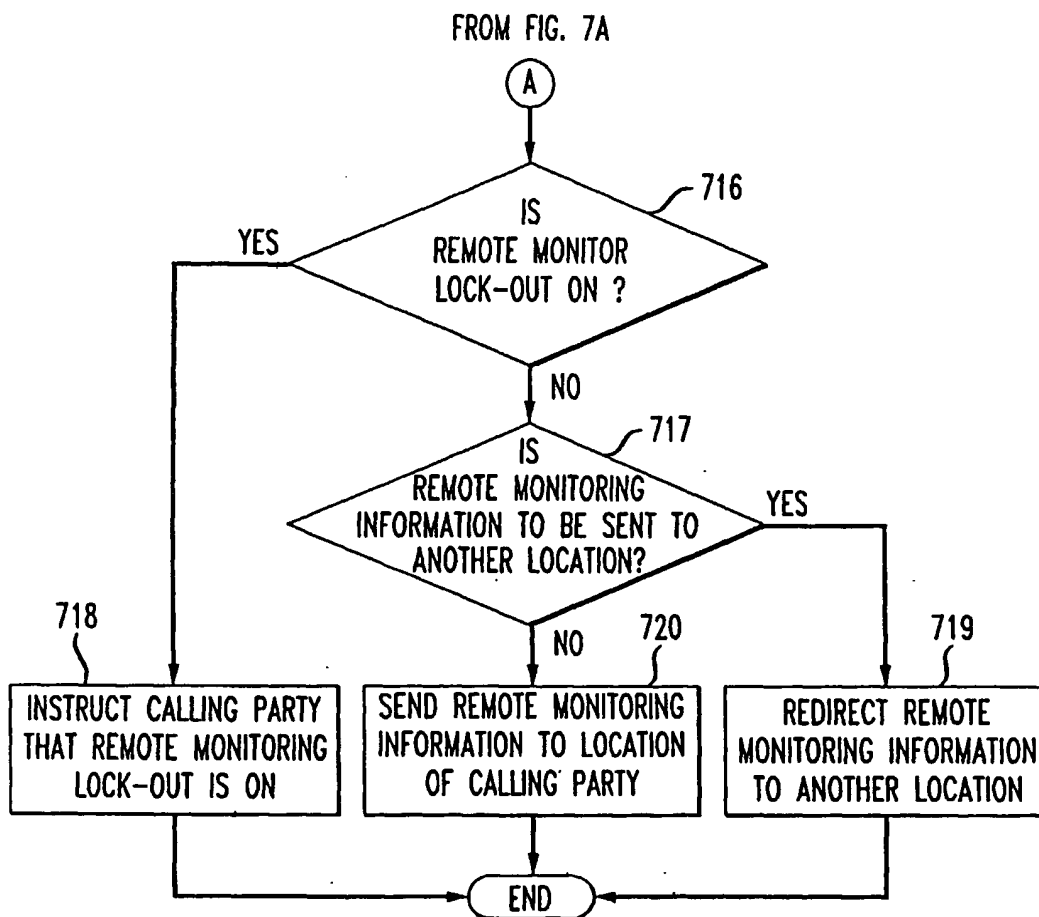 FROM FIG. 7A
A
716
IS
REMOTE MONITOR
LOCK-OUT ON ?
YES
NO
717
IS
REMOTE MONITORING
INFORMATION TO BE SENT TO
ANOTHER LOCATION?
YES
NO
718
INSTRUCT CALLING PARTY
THAT REMOTE MONITORING
LOCK-OUT IS ON
720
SEND REMOTE MONITORING
INFORMATION TO LOCATION
OF CALLING PARTY
719
REDIRECT REMOTE
MONITORING INFORMATION
TO ANOTHER LOCATION
END